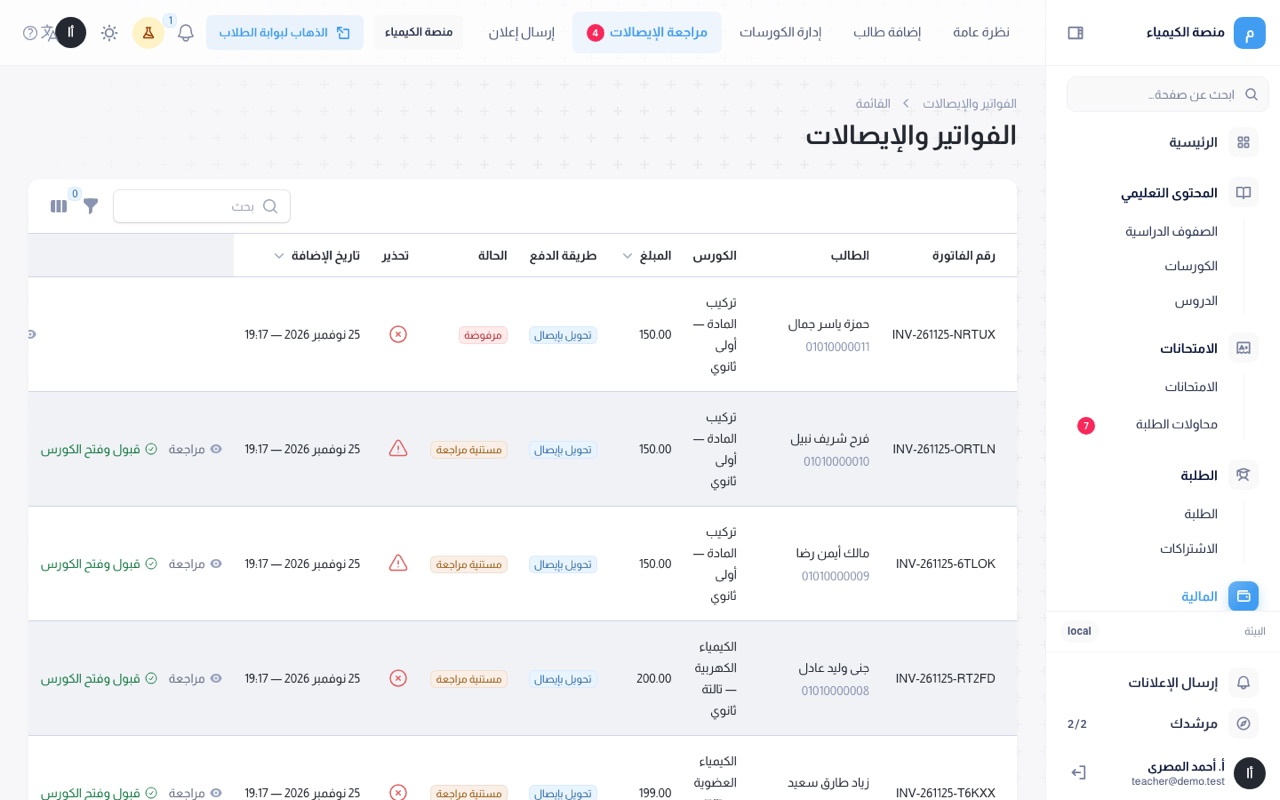 م
منصة الكيمياء
نظرة عامة
إضافة طالب
إدارة الكورسات
مراجعة الإيصالات 4
إرسال إعلان
منصة الكيمياء
الذهاب لبوابة الطلاب
1
أا
ابحث عن صفحة...
الرئيسية
المحتوى التعليمي
الصفوف الدراسية
الكورسات
الدروس
الامتحانات
الامتحانات
محاولات الطلبة 7
الطلبة
الطلبة
الاشتراكات
المالية
البيئة local
إرسال الإعلانات
مرشدك 2/2
أا
أ. أحمد المصري
teacher@demo.test
الفواتير والإيصالات
القائمة
الفواتير والإيصالات
بحث
0
رقم الفاتورة الطالب الكورس المبلغ طريقة الدفع الحالة تحذير تاريخ الإضافة
INV-261125-NRTUX
حمزة ياسر جمال
01010000011
تركيب
المادة —
أولى
ثانوي
150.00
تحويل بإيصال
مرفوضة
25 نوفمبر 2026 — 19:17
INV-261125-ORTLN
فرح شريف نبيل
01010000010
تركيب
المادة —
أولى
ثانوي
150.00
تحويل بإيصال
مستنية مراجعة
25 نوفمبر 2026 — 19:17
مراجعة
قبول وفتح الكورس
INV-261125-6TLOK
مالك أيمن رضا
01010000009
تركيب
المادة —
أولى
ثانوي
150.00
تحويل بإيصال
مستنية مراجعة
25 نوفمبر 2026 — 19:17
مراجعة
قبول وفتح الكورس
INV-261125-RT2FD
جنى وليد عادل
01010000008
الكيمياء
الكهربية
— تالتة
ثانوي
200.00
تحويل بإيصال
مستنية مراجعة
25 نوفمبر 2026 — 19:17
مراجعة
قبول وفتح الكورس
INV-261125-T6KXX
زياد طارق سعيد
الكيمياء
العضوية
199.00
تحويل بإيصال
مستنية مراجعة
25 نوفمبر 2026 — 19:17
مراجعة
قبول وفتح الكورس